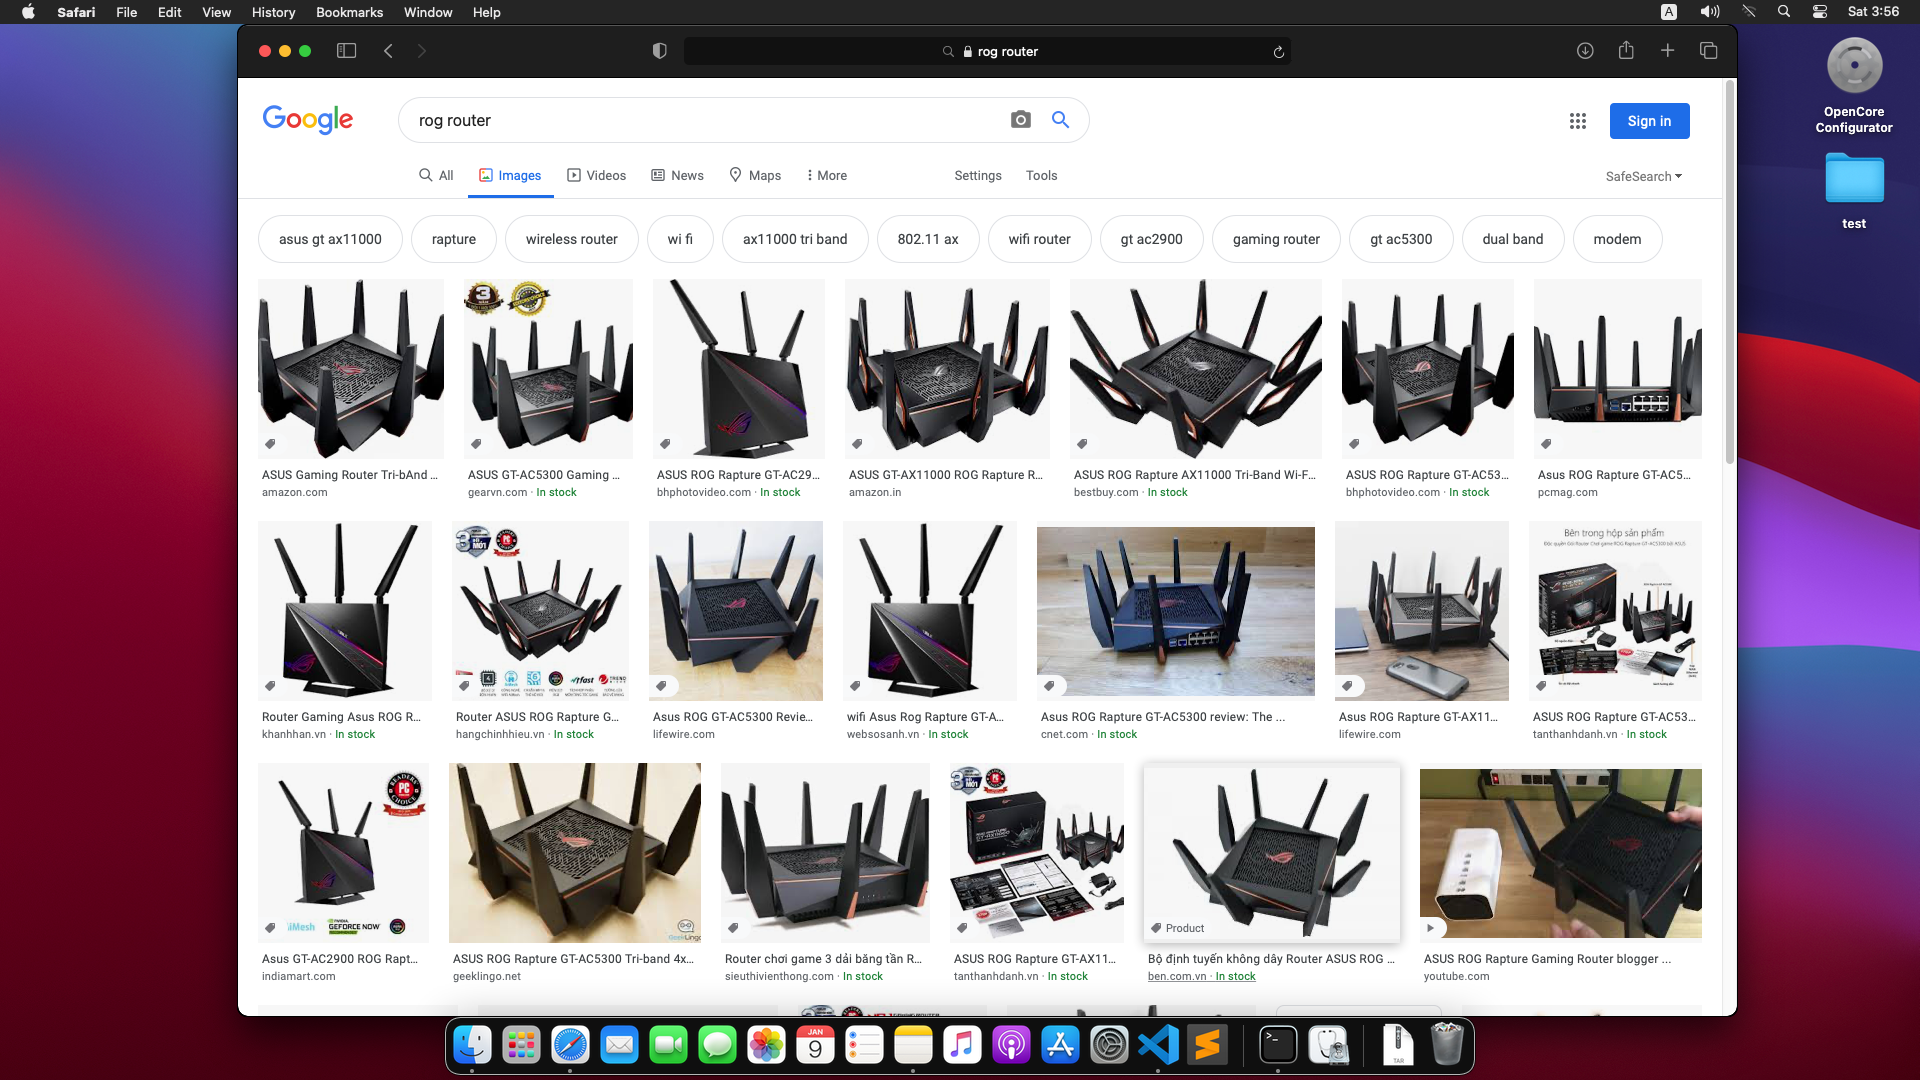 Safari File Edit View History Bookmarks Window Help
A
Sat 3:56
rog router
OpenCore
Configurator
test
Google
rog router
Sign in
All Images Videos News Maps More Settings Tools
SafeSearch
asus gt ax11000 rapture wireless router wi fi ax11000 tri band 802.11 ax wifi router gt ac2900 gaming router gt ac5300 dual band modem
3
ASUS Gaming Router Tri-bAnd ... ASUS GT-AC5300 Gaming ... ASUS ROG Rapture GT-AC29... ASUS GT-AX11000 ROG Rapture R... ASUS ROG Rapture AX11000 Tri-Band Wi-F... ASUS ROG Rapture GT-AC53... Asus ROG Rapture GT-AC5...
amazon.com gearvn.com · In stock bhphotovideo.com · In stock amazon.in bestbuy.com · In stock bhphotovideo.com · In stock pcmag.com
Bên trong hộp sản phẩm
Router Gaming Asus ROG R... Router ASUS ROG Rapture G... Asus ROG GT-AC5300 Revie... wifi Asus Rog Rapture GT-A... Asus ROG Rapture GT-AC5300 review: The ... Asus ROG Rapture GT-AX11... ASUS ROG Rapture GT-AC53...
khanhhan.vn · In stock hangchinhhieu.vn · In stock lifewire.com websosanh.vn · In stock cnet.com · In stock lifewire.com tanthanhdanh.vn · In stock
READERS'
PC
CHOICE
iMesh
GEFORCE NOW
GeekLingo
Product
Asus GT-AC2900 ROG Rapt... ASUS ROG Rapture GT-AC5300 Tri-band 4x... Router chơi game 3 dải băng tần R... ASUS ROG Rapture GT-AX11... Bộ định tuyến không dây Router ASUS ROG ... ASUS ROG Rapture Gaming Router blogger ...
indiamart.com geeklingo.net sieuthivienthong.com · In stock tanthanhdanh.vn · In stock ben.com.vn · In stock youtube.com
JAN
9
TAR